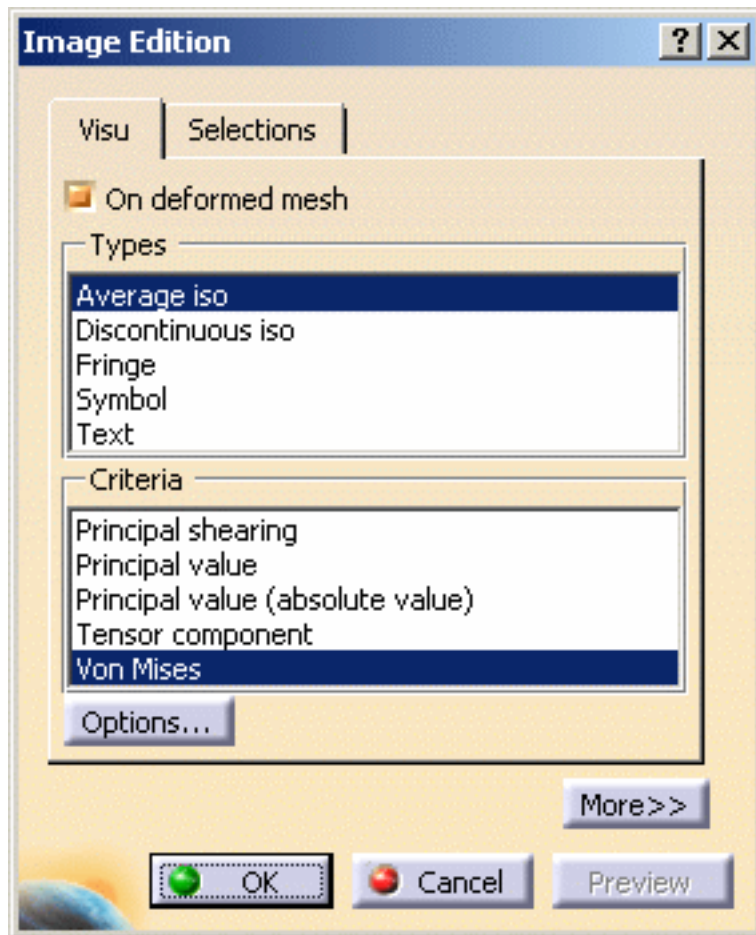 Image Edition
Visu Selections
On deformed mesh
Types
Average iso
Discontinuous iso
Fringe
Symbol
Text
Criteria
Principal shearing
Principal value
Principal value (absolute value)
Tensor component
Von Mises
Options...
More>>
OK Cancel Preview